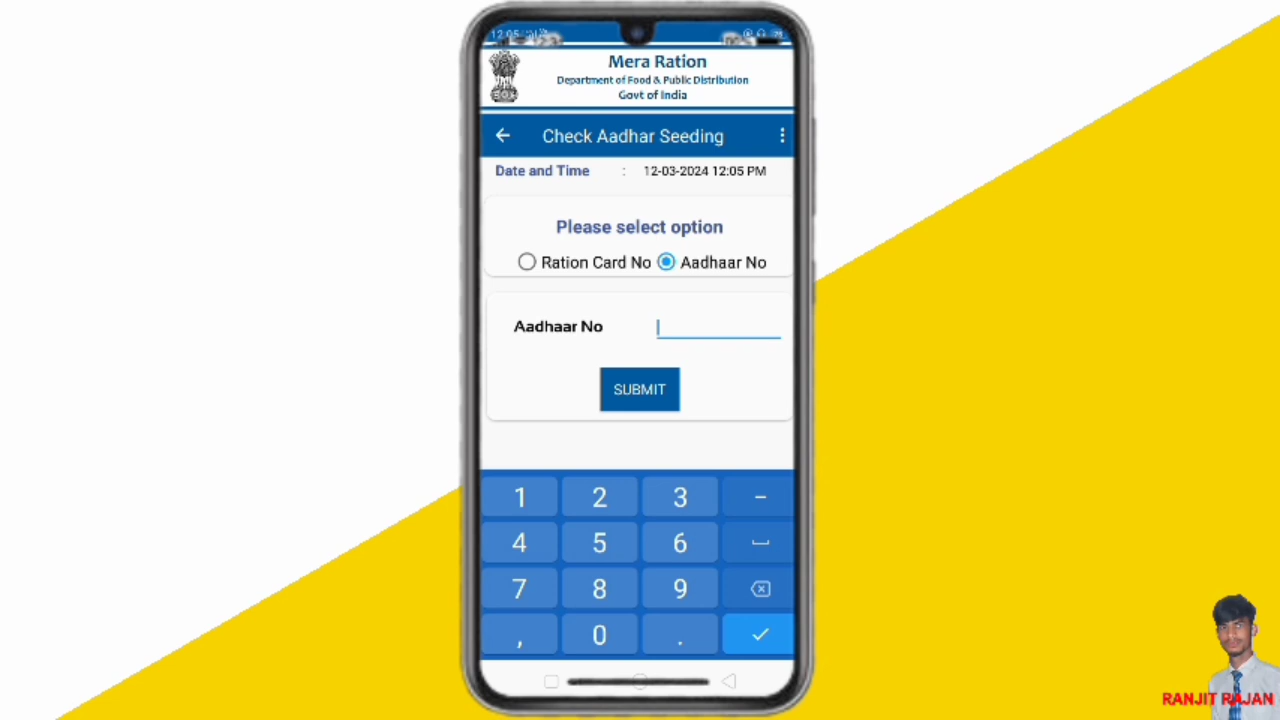 12:05
Mera Ration
Department of Food & Public Distribution
Govt of India
Check Aadhar Seeding
Date and Time : 12-03-2024 12:05 PM
Please select option
Ration Card No Aadhaar No
Aadhaar No
SUBMIT
1 2 3 -
4 5 6
7 8 9
, 0 .
RANJIT RAJAN